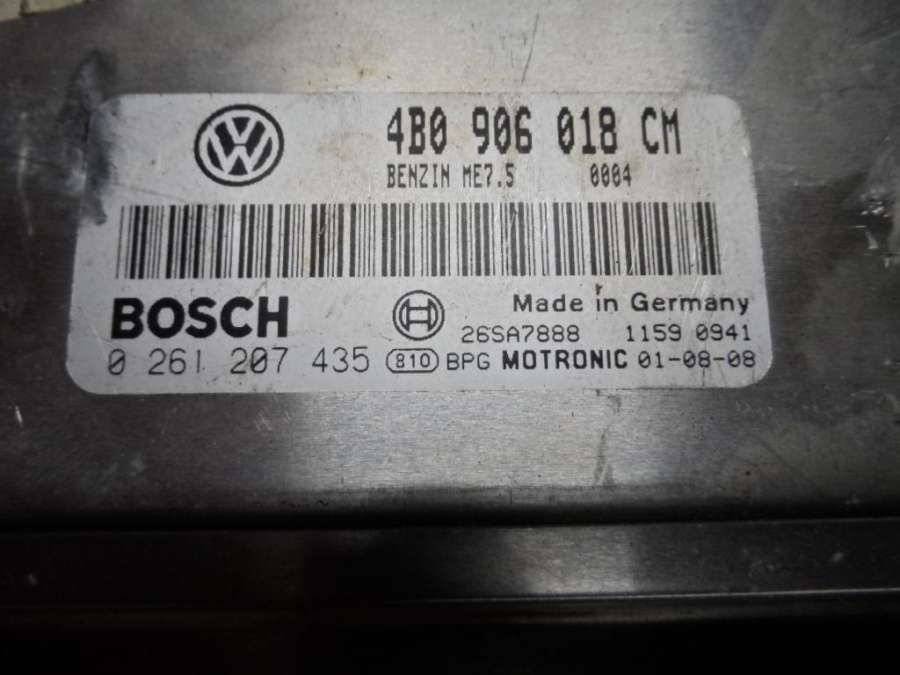 4B0 906 018 CM
BENZIN ME7.5 0004
BOSCH
Made in Germany
26SA7888 1159 0941
0 261 207 435 810 BPG MOTRONIC 01-08-08